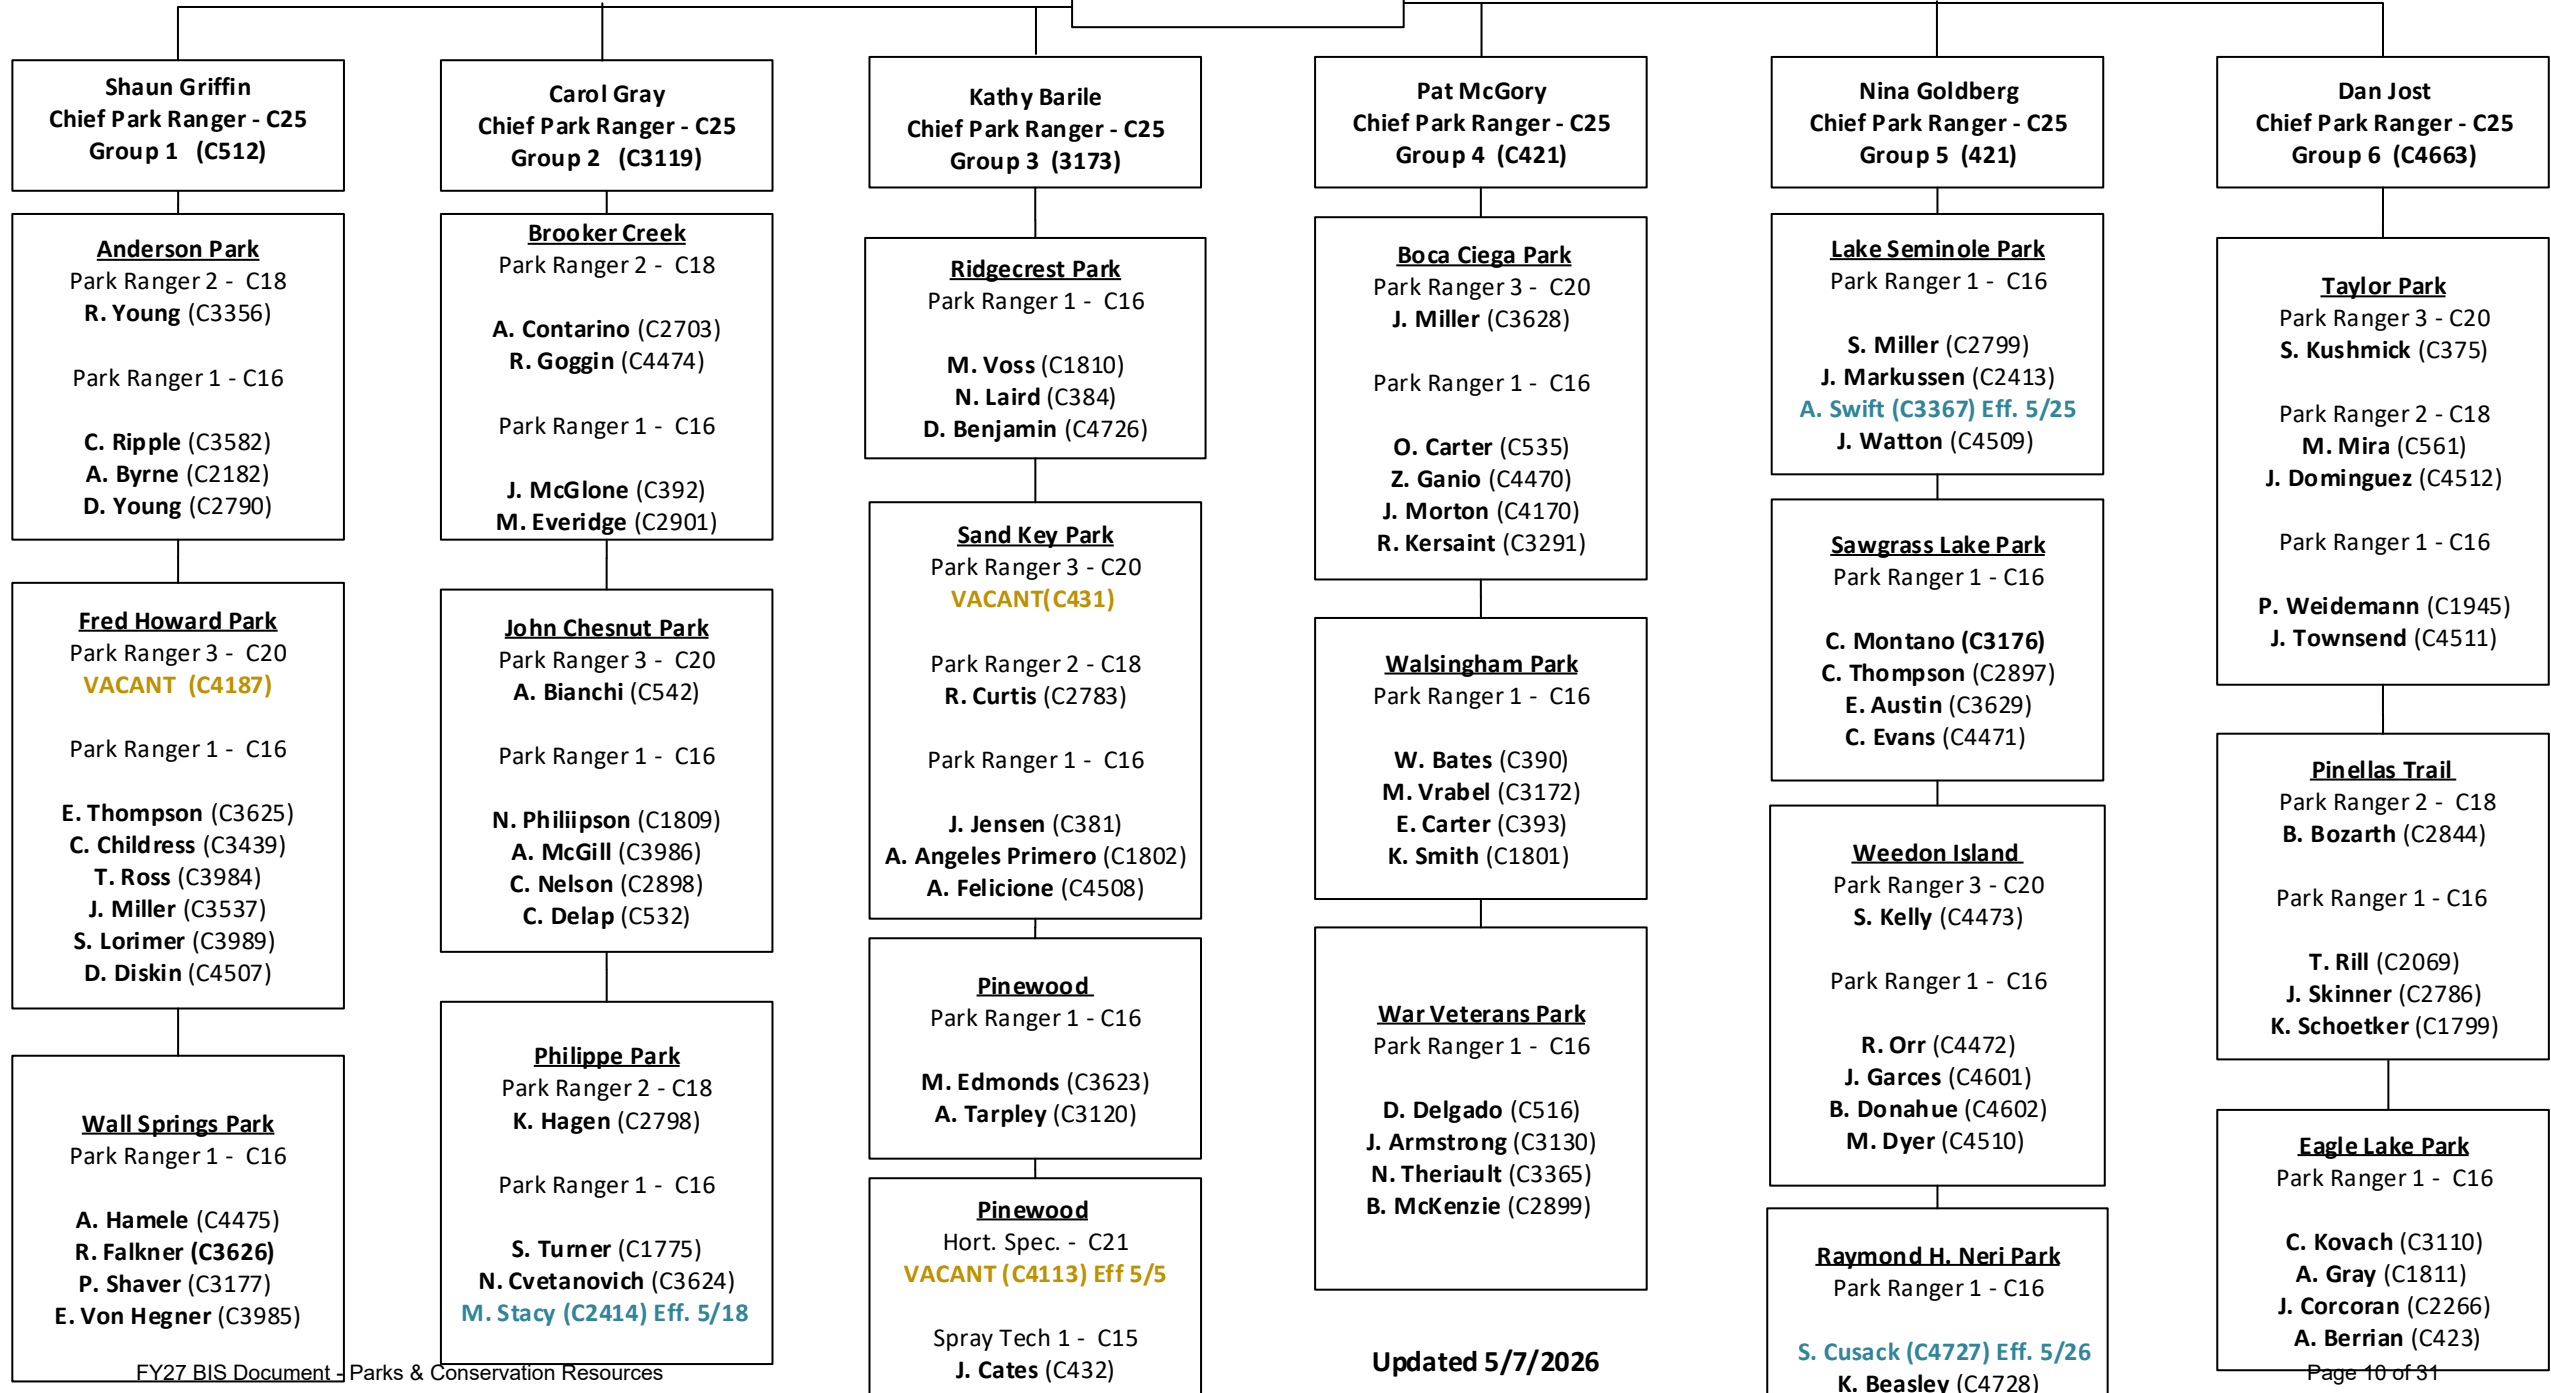 Shaun Griffin
Chief Park Ranger - C25
Group 1 (C512)
Anderson Park
Park Ranger 2 - C18
R. Young (C3356)
Park Ranger 1 - C16
C. Ripple (C3582)
A. Byrne (C2182)
D. Young (C2790)
Fred Howard Park
Park Ranger 3 - C20
VACANT (C4187)
Park Ranger 1 - C16
E. Thompson (C3625)
C. Childress (C3439)
T. Ross (C3984)
J. Miller (C3537)
S. Lorimer (C3989)
D. Diskin (C4507)
Wall Springs Park
Park Ranger 1 - C16
A. Hamele (C4475)
R. Falkner (C3626)
P. Shaver (C3177)
E. Von Hegner (C3985)
Carol Gray
Chief Park Ranger - C25
Group 2 (C3119)
Brooker Creek
Park Ranger 2 - C18
A. Contarino (C2703)
R. Goggin (C4474)
Park Ranger 1 - C16
J. McGlone (C392)
M. Everidge (C2901)
John Chesnut Park
Park Ranger 3 - C20
A. Bianchi (C542)
Park Ranger 1 - C16
N. Philiipson (C1809)
A. McGill (C3986)
C. Nelson (C2898)
C. Delap (C532)
Philippe Park
Park Ranger 2 - C18
K. Hagen (C2798)
Park Ranger 1 - C16
S. Turner (C1775)
N. Cvetanovich (C3624)
M. Stacy (C2414) Eff. 5/18
Kathy Barile
Chief Park Ranger - C25
Group 3 (3173)
Ridgecrest Park
Park Ranger 1 - C16
M. Voss (C1810)
N. Laird (C384)
D. Benjamin (C4726)
Sand Key Park
Park Ranger 3 - C20
VACANT(C431)
Park Ranger 2 - C18
R. Curtis (C2783)
Park Ranger 1 - C16
J. Jensen (C381)
A. Angeles Primero (C1802)
A. Felicione (C4508)
Pinewood
Park Ranger 1 - C16
M. Edmonds (C3623)
A. Tarpley (C3120)
Pinewood
Hort. Spec. - C21
VACANT (C4113) Eff 5/5
Spray Tech 1 - C15
J. Cates (C432)
Pat McGory
Chief Park Ranger - C25
Group 4 (C421)
Boca Ciega Park
Park Ranger 3 - C20
J. Miller (C3628)
Park Ranger 1 - C16
O. Carter (C535)
Z. Ganio (C4470)
J. Morton (C4170)
R. Kersaint (C3291)
Walsingham Park
Park Ranger 1 - C16
W. Bates (C390)
M. Vrabel (C3172)
E. Carter (C393)
K. Smith (C1801)
War Veterans Park
Park Ranger 1 - C16
D. Delgado (C516)
J. Armstrong (C3130)
N. Theriault (C3365)
B. McKenzie (C2899)
Updated 5/7/2026
Nina Goldberg
Chief Park Ranger - C25
Group 5 (421)
Lake Seminole Park
Park Ranger 1 - C16
S. Miller (C2799)
J. Markussen (C2413)
A. Swift (C3367) Eff. 5/25
J. Watton (C4509)
Sawgrass Lake Park
Park Ranger 1 - C16
C. Montano (C3176)
C. Thompson (C2897)
E. Austin (C3629)
C. Evans (C4471)
Weedon Island
Park Ranger 3 - C20
S. Kelly (C4473)
Park Ranger 1 - C16
R. Orr (C4472)
J. Garces (C4601)
B. Donahue (C4602)
M. Dyer (C4510)
Raymond H. Neri Park
Park Ranger 1 - C16
S. Cusack (C4727) Eff. 5/26
K. Beasley (C4728)
Dan Jost
Chief Park Ranger - C25
Group 6 (C4663)
Taylor Park
Park Ranger 3 - C20
S. Kushmick (C375)
Park Ranger 2 - C18
M. Mira (C561)
J. Dominguez (C4512)
Park Ranger 1 - C16
P. Weidemann (C1945)
J. Townsend (C4511)
Pinellas Trail
Park Ranger 2 - C18
B. Bozarth (C2844)
Park Ranger 1 - C16
T. Rill (C2069)
J. Skinner (C2786)
K. Schoetker (C1799)
Eagle Lake Park
Park Ranger 1 - C16
C. Kovach (C3110)
A. Gray (C1811)
J. Corcoran (C2266)
A. Berrian (C423)
FY27 BIS Document - Parks & Conservation Resources
Page 10 of 31